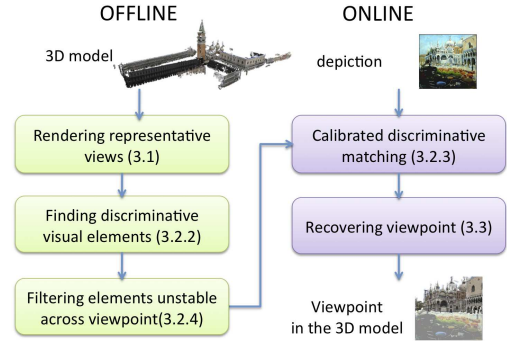 OFFLINE
3D model
Rendering representative
views (3.1)
Finding discriminative
visual elements (3.2.2)
Filtering elements unstable
across viewpoint(3.2.4)
ONLINE
depiction
Calibrated discriminative
matching (3.2.3)
Recovering viewpoint (3.3)
Viewpoint
in the 3D model